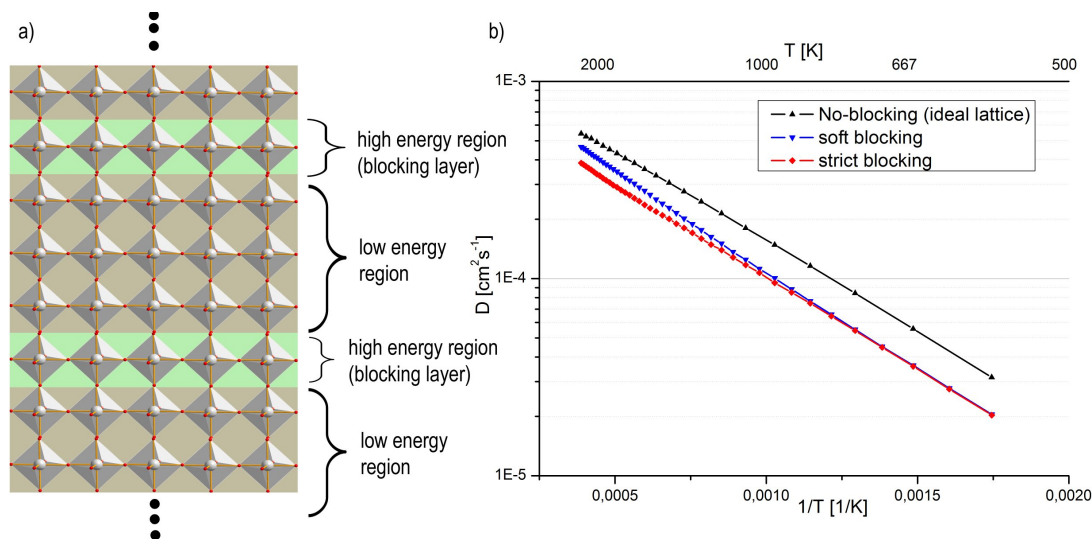 a)
high energy region
(blocking layer)
low energy
region
high energy region
(blocking layer)
low energy
region
b)
T [K]
2000 1000 667 500
1E-3
1E-4
1E-5
D [cm²s⁻¹]
No-blocking (ideal lattice)
soft blocking
strict blocking
0,0005 0,0010 0,0015 0,0020
1/T [1/K]